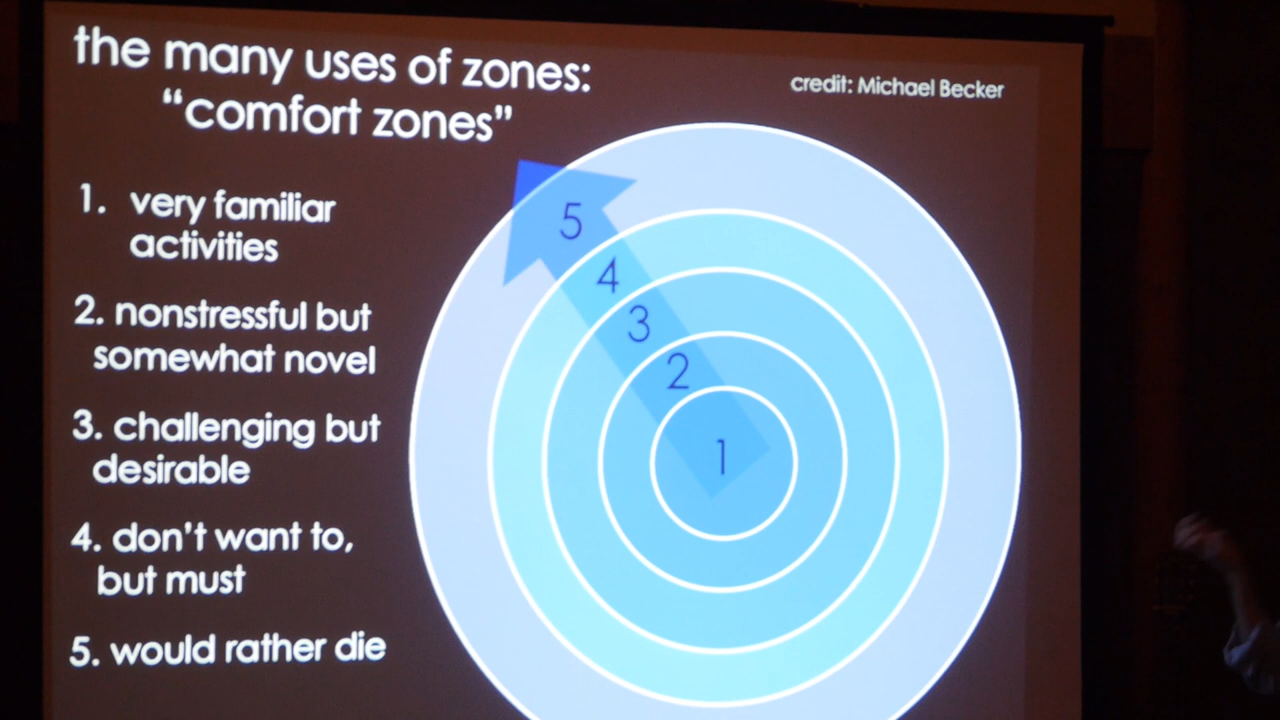 the many uses of zones:
"comfort zones"
credit: Michael Becker
1. very familiar
activities
2. nonstressful but
somewhat novel
3. challenging but
desirable
4. don't want to,
but must
5. would rather die
5
4
3
2
1